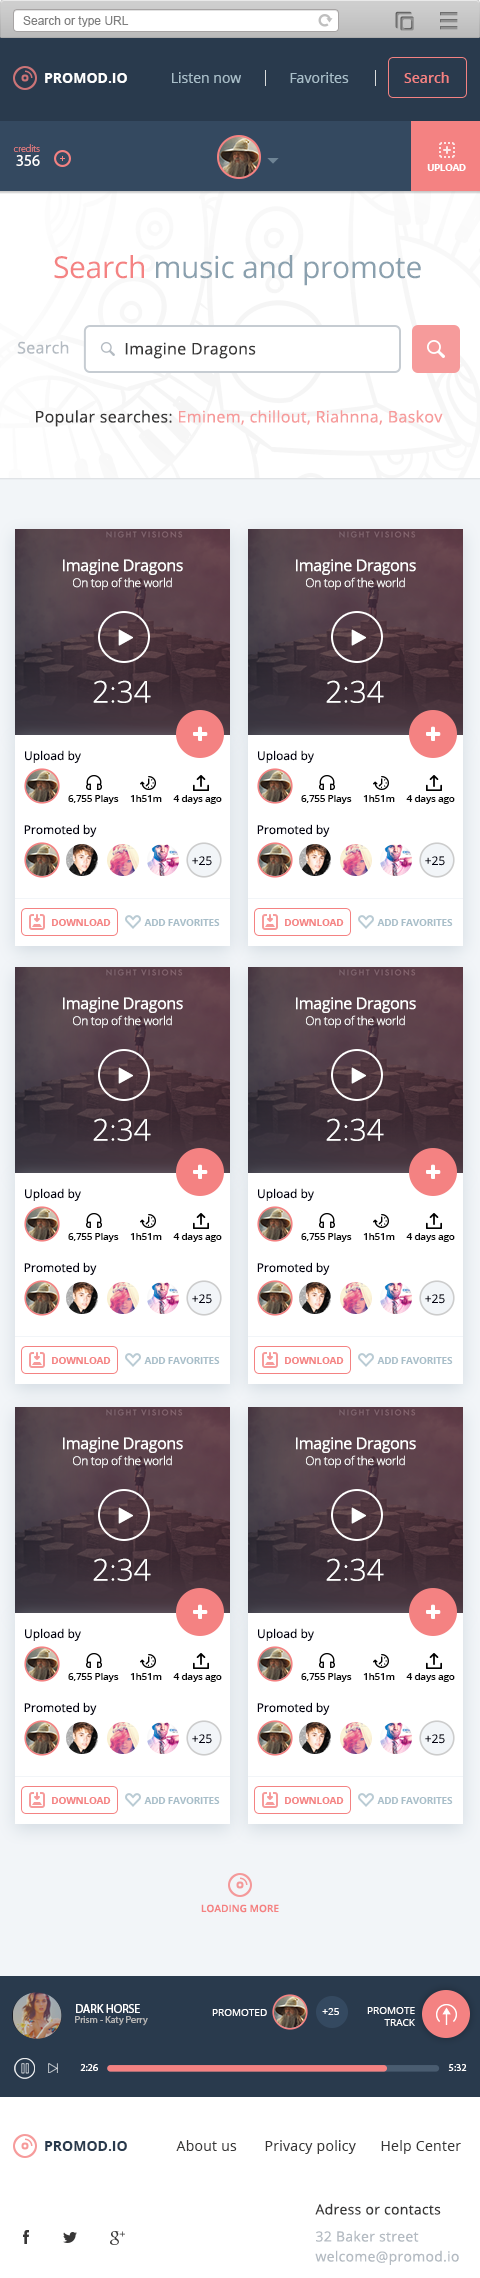 Search or type URL
PROMOD.IO
Listen now
Favorites
Search
credits
356
UPLOAD
Search music and promote
Search
Imagine Dragons
Popular searches: Eminem, chillout, Riahnna, Baskov
NIGHT VISIONS
Imagine Dragons
On top of the world
2:34
Upload by
6,755 Plays 1h51m 4 days ago
Promoted by
+25
DOWNLOAD ADD FAVORITES
NIGHT VISIONS
Imagine Dragons
On top of the world
2:34
Upload by
6,755 Plays 1h51m 4 days ago
Promoted by
+25
DOWNLOAD ADD FAVORITES
NIGHT VISIONS
Imagine Dragons
On top of the world
2:34
Upload by
6,755 Plays 1h51m 4 days ago
Promoted by
+25
DOWNLOAD ADD FAVORITES
NIGHT VISIONS
Imagine Dragons
On top of the world
2:34
Upload by
6,755 Plays 1h51m 4 days ago
Promoted by
+25
DOWNLOAD ADD FAVORITES
NIGHT VISIONS
Imagine Dragons
On top of the world
2:34
Upload by
6,755 Plays 1h51m 4 days ago
Promoted by
+25
DOWNLOAD ADD FAVORITES
NIGHT VISIONS
Imagine Dragons
On top of the world
2:34
Upload by
6,755 Plays 1h51m 4 days ago
Promoted by
+25
DOWNLOAD ADD FAVORITES
LOADING MORE
DARK HORSE
Prism - Katy Perry
PROMOTED
+25
PROMOTE
TRACK
2:26
5:32
PROMOD.IO
About us
Privacy policy
Help Center
Adress or contacts
32 Baker street
welcome@promod.io